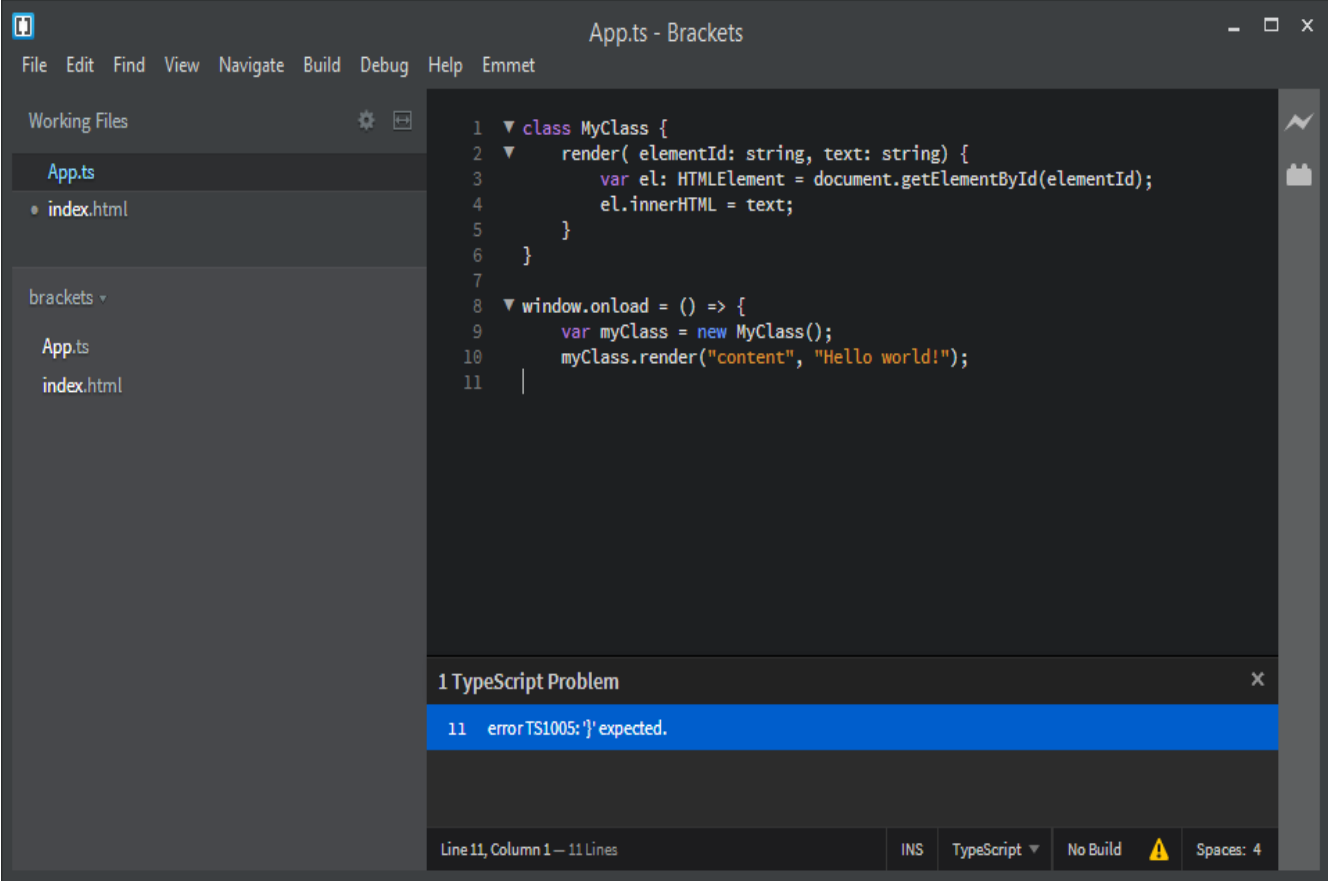 App.ts - Brackets
File Edit Find View Navigate Build Debug Help Emmet
Working Files
App.ts
index.html
brackets
App.ts
index.html
1 class MyClass {
2     render( elementId: string, text: string) {
3         var el: HTMLElement = document.getElementById(elementId);
4         el.innerHTML = text;
5     }
6 }
7
8 window.onload = () => {
9     var myClass = new MyClass();
10     myClass.render("content", "Hello world!");
11
1 TypeScript Problem
11 error TS1005: '}' expected.
Line 11, Column 1 — 11 Lines INS TypeScript No Build Spaces: 4